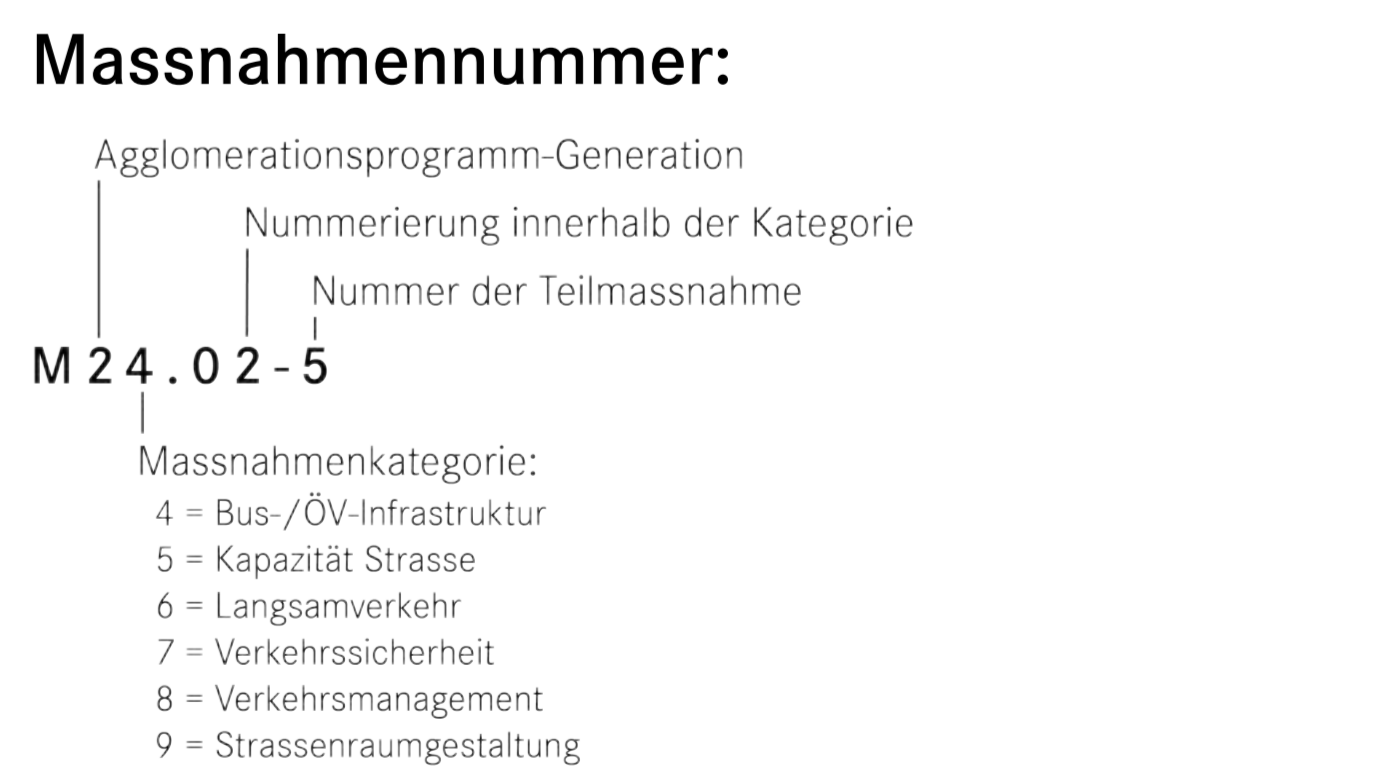 Massnahmennummer:
Agglomerationsprogramm-Generation
Nummerierung innerhalb der Kategorie
Nummer der Teilmassnahme
M24.02-5
Massnahmenkategorie:
4 = Bus-/ÖV-Infrastruktur
5 = Kapazität Strasse
6 = Langsamverkehr
7 = Verkehrssicherheit
8 = Verkehrsmanagement
9 = Strassenraumgestaltung